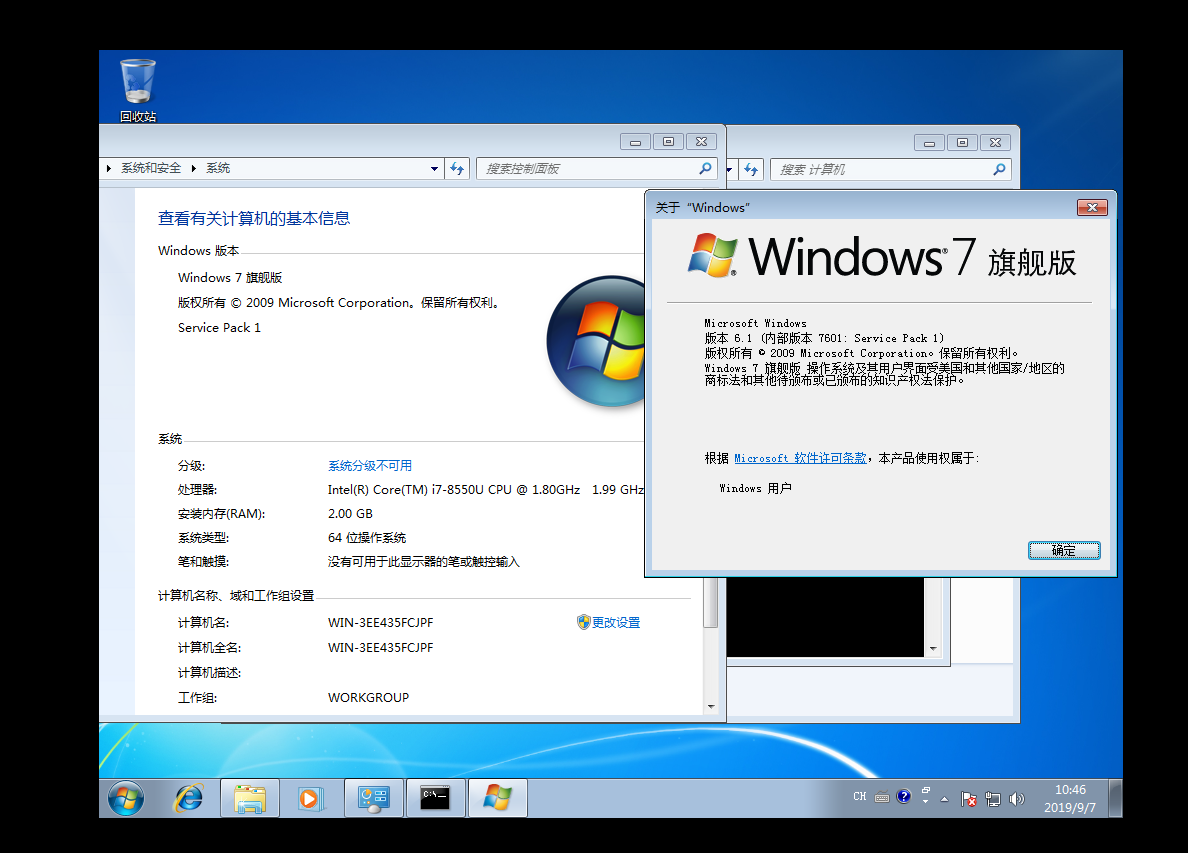 回收站
系统和安全 系统
搜索控制面板
搜索 计算机
查看有关计算机的基本信息
Windows 版本
Windows 7 旗舰版
版权所有 © 2009 Microsoft Corporation。保留所有权利。
Service Pack 1
系统
分级: 系统分级不可用
处理器: Intel(R) Core(TM) i7-8550U CPU @ 1.80GHz 1.99 GHz
安装内存(RAM): 2.00 GB
系统类型: 64 位操作系统
笔和触摸: 没有可用于此显示器的笔或触控输入
计算机名称、域和工作组设置
计算机名: WIN-3EE435FCJPF 更改设置
计算机全名: WIN-3EE435FCJPF
计算机描述:
工作组: WORKGROUP
关于 “Windows”
Windows® 7 旗舰版
Microsoft Windows
版本 6.1 (内部版本 7601: Service Pack 1)
版权所有 © 2009 Microsoft Corporation。保留所有权利。
Windows 7 旗舰版 操作系统及其用户界面受美国和其他国家/地区的
商标法和其他待颁布或已颁布的知识产权法保护。
根据 Microsoft 软件许可条款，本产品使用权属于:
Windows 用户
确定
C:\
CH
10:46
2019/9/7